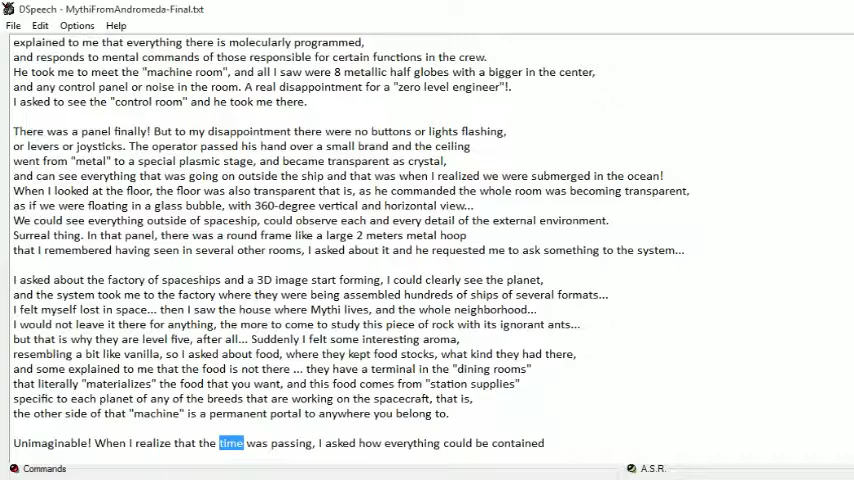 DSpeech - MythiFromAndromeda-Final.txt
File Edit Options Help
explained to me that everything there is molecularly programmed,
and responds to mental commands of those responsible for certain functions in the crew.
He took me to meet the "machine room", and all I saw were 8 metallic half globes with a bigger in the center,
and any control panel or noise in the room. A real disappointment for a "zero level engineer"!.
I asked to see the "control room" and he took me there.
There was a panel finally! But to my disappointment there were no buttons or lights flashing,
or levers or joysticks. The operator passed his hand over a small brand and the ceiling
went from "metal" to a special plasmic stage, and became transparent as crystal,
and can see everything that was going on outside the ship and that was when I realized we were submerged in the ocean!
When I looked at the floor, the floor was also transparent that is, as he commanded the whole room was becoming transparent,
as if we were floating in a glass bubble, with 360-degree vertical and horizontal view...
We could see everything outside of spaceship, could observe each and every detail of the external environment.
Surreal thing. In that panel, there was a round frame like a large 2 meters metal hoop
that I remembered having seen in several other rooms, I asked about it and he requested me to ask something to the system...
I asked about the factory of spaceships and a 3D image start forming, I could clearly see the planet,
and the system took me to the factory where they were being assembled hundreds of ships of several formats...
I felt myself lost in space... then I saw the house where Mythi lives, and the whole neighborhood...
I would not leave it there for anything, the more to come to study this piece of rock with its ignorant ants...
but that is why they are level five, after all... Suddenly I felt some interesting aroma,
resembling a bit like vanilla, so I asked about food, where they kept food stocks, what kind they had there,
and some explained to me that the food is not there ... they have a terminal in the "dining rooms"
that literally "materializes" the food that you want, and this food comes from "station supplies"
specific to each planet of any of the breeds that are working on the spacecraft, that is,
the other side of that "machine" is a permanent portal to anywhere you belong to.
Unimaginable! When I realize that the time was passing, I asked how everything could be contained
Commands A.S.R.